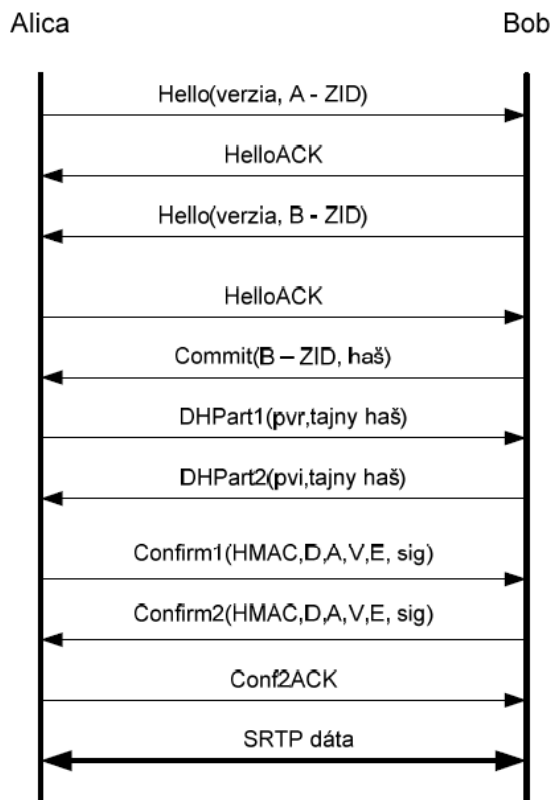 Alica
Bob
Hello(verzia, A - ZID)
HelloACK
Hello(verzia, B - ZID)
HelloACK
Commit(B – ZID, haš)
DHPart1(pvr,tajny haš)
DHPart2(pvi,tajny haš)
Confirm1(HMAC,D,A,V,E, sig)
Confirm2(HMAC,D,A,V,E, sig)
Conf2ACK
SRTP dáta